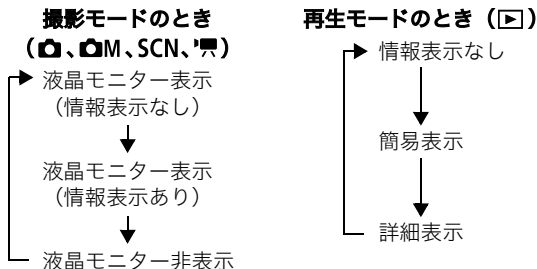 撮影モードのとき
（📷、📷M、SCN、🎥）
液晶モニター表示
（情報表示なし）
液晶モニター表示
（情報表示あり）
液晶モニター非表示
再生モードのとき（▶）
情報表示なし
簡易表示
詳細表示